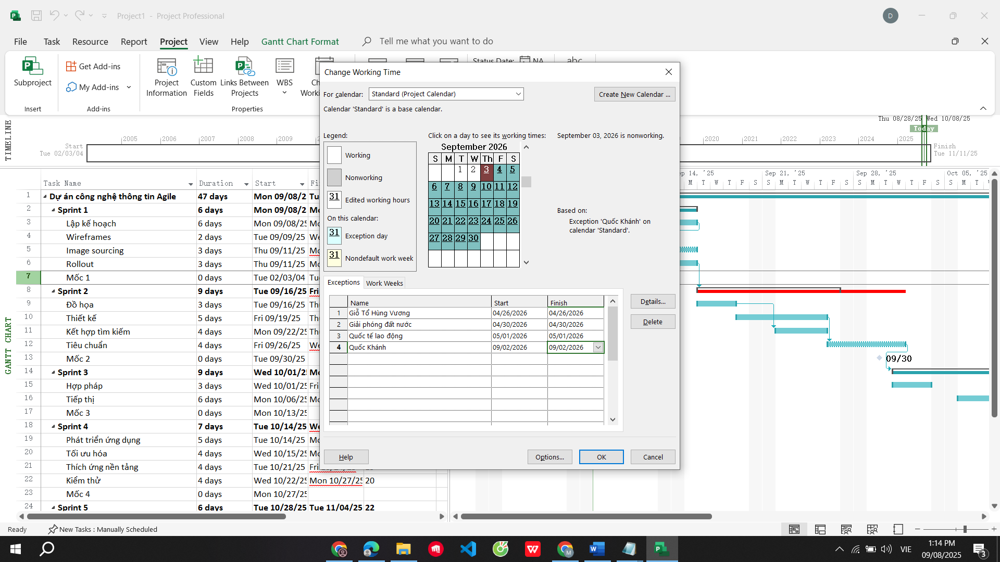 Project1 - Project Professional
D
File Task Resource Report Project View Help Gantt Chart Format Tell me what you want to do
Subproject
Get Add-ins
My Add-ins
Project Information
Custom Fields
Links Between Projects
WBS
Status Date: NA
Insert
Add-ins
Properties
TIMELINE
Start
Tue 02/03/04
2005 2006 2007 2008 2009
2020 2021 2022 2023 2024 2025
Thu 08/28/25 Wed 10/08/25
Today
Finish
Tue 11/11/25
GANTT CHART
Task Name Duration Start
1 Dự án công nghệ thông tin Agile 47 days Mon 09/08/2
2 Sprint 1 6 days Mon 09/08/2
3 Lập kế hoạch 6 days Mon 09/08/25
4 Wireframes 2 days Tue 09/09/25
5 Image sourcing 3 days Thu 09/11/25
6 Rollout 3 days Thu 09/11/25
7 Mốc 1 0 days Tue 02/03/04
8 Sprint 2 9 days Tue 09/16/25
9 Đồ họa 3 days Tue 09/16/25
10 Thiết kế 5 days Fri 09/19/25
11 Kết hợp tìm kiếm 4 days Mon 09/22/25
12 Tiêu chuẩn 4 days Fri 09/26/25
13 Mốc 2 0 days Tue 09/30/25
14 Sprint 3 9 days Wed 10/01/2
15 Hợp pháp 3 days Wed 10/01/25 Fri
16 Tiếp thị 6 days Mon 10/06/25
17 Mốc 3 0 days Mon 10/13/25
18 Sprint 4 7 days Tue 10/14/25
19 Phát triển ứng dụng 5 days Tue 10/14/25
20 Tối ưu hóa 4 days Wed 10/15/25
21 Thích ứng nền tảng 4 days Tue 10/21/25 Fri
22 Kiểm thử 4 days Wed 10/22/25 Mon 10/27/25 20
23 Mốc 4 0 days Mon 10/27/25
24 Sprint 5 6 days Tue 10/28/25 Tue 11/04/25 22
Change Working Time
For calendar: Standard (Project Calendar) Create New Calendar ...
Calendar 'Standard' is a base calendar.
Legend:
Working
Nonworking
31 Edited working hours
On this calendar:
31 Exception day
31 Nondefault work week
Click on a day to see its working times:
September 2026
S M T W Th F S
1 2 3 4 5
6 7 8 9 10 11 12
13 14 15 16 17 18 19
20 21 22 23 24 25 26
27 28 29 30
September 03, 2026 is nonworking.
Based on:
Exception 'Quốc Khánh' on
calendar 'Standard'.
Exceptions Work Weeks
Name Start Finish
1 Giỗ Tổ Hùng Vương 04/26/2026 04/26/2026
2 Giải phóng đất nước 04/30/2026 04/30/2026
3 Quốc tế lao động 05/01/2026 05/01/2026
4 Quốc Khánh 09/02/2026 09/02/2026
Details...
Delete
Help Options... OK Cancel
Sep 21, '25 Sep 28, '25 Oct 05, '25
M T W T F S S M T W T F S S M T W T F S S M T
09/30
Ready New Tasks : Manually Scheduled
VIE
1:14 PM
09/08/2025
3